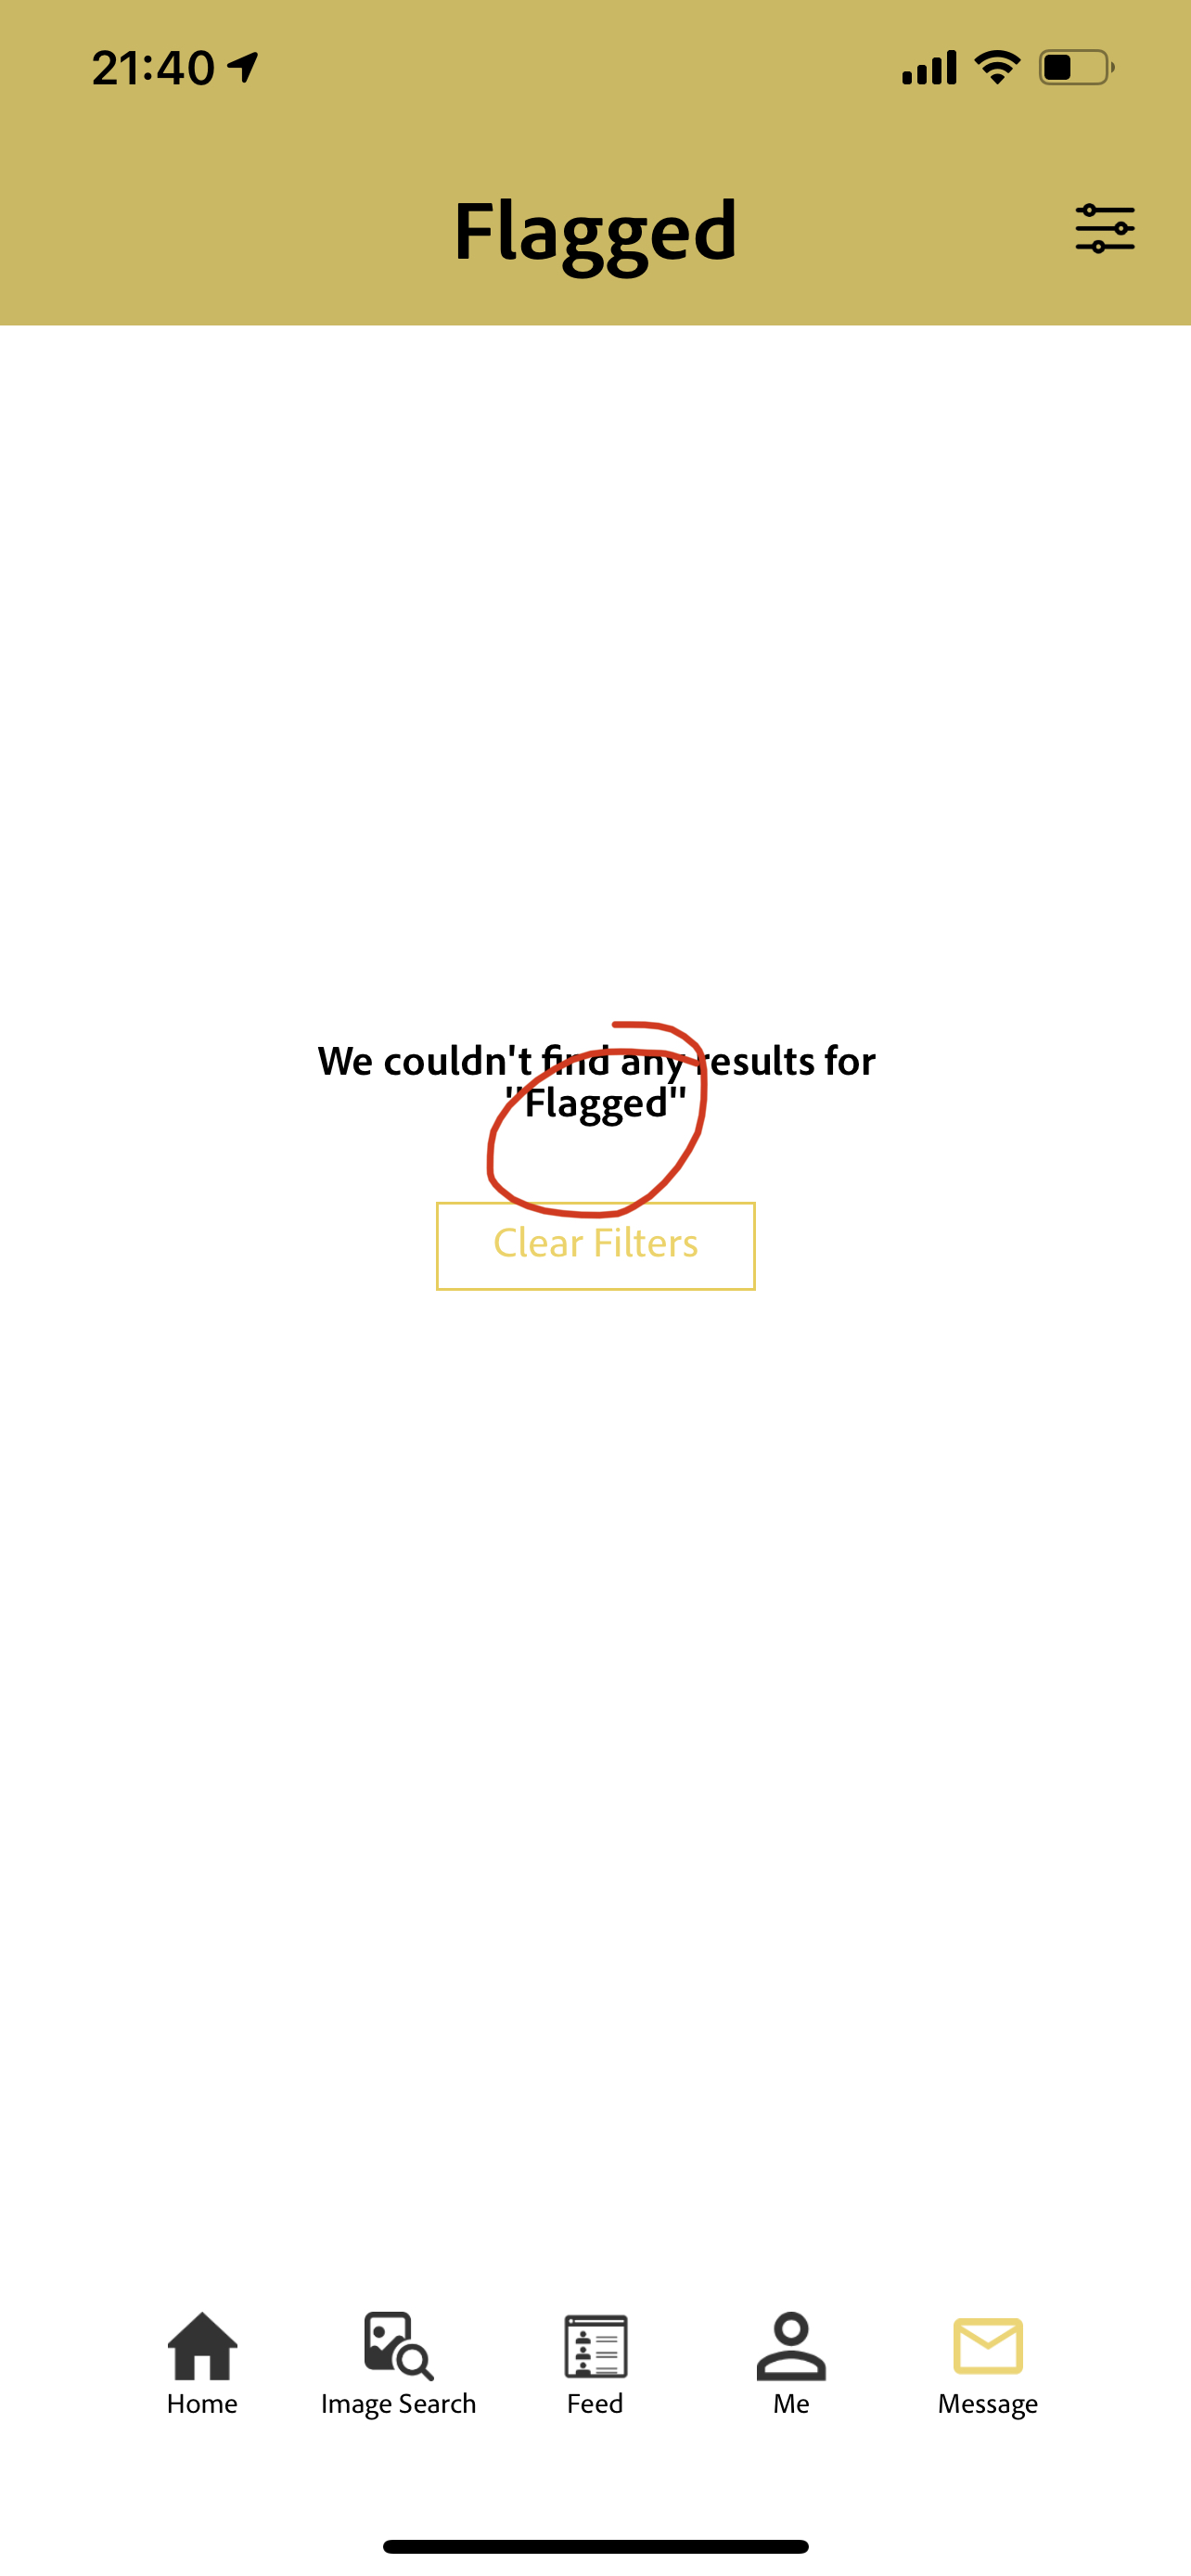 21:40
Flagged
We couldn't find any results for
"Flagged"
Clear Filters
Home
Image Search
Feed
Me
Message